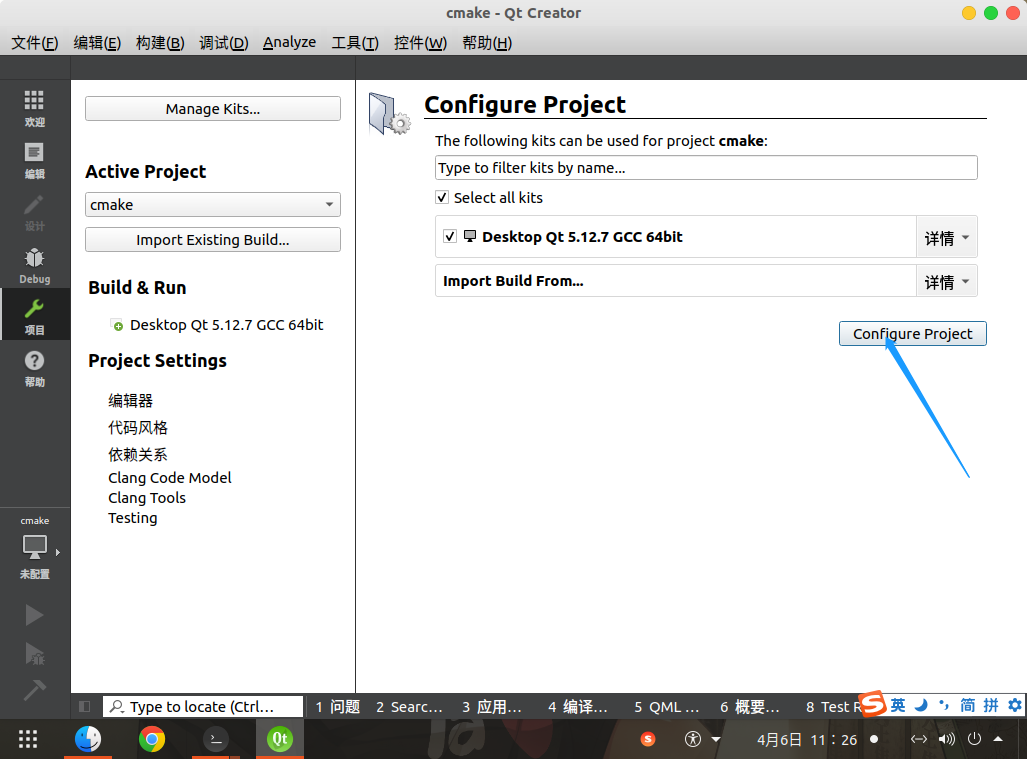 cmake - Qt Creator
文件(F) 编辑(E) 构建(B) 调试(D) Analyze 工具(T) 控件(W) 帮助(H)
欢迎
编辑
设计
Debug
项目
帮助
cmake
未配置
Manage Kits...
Active Project
cmake
Import Existing Build...
Build & Run
Desktop Qt 5.12.7 GCC 64bit
Project Settings
编辑器
代码风格
依赖关系
Clang Code Model
Clang Tools
Testing
Configure Project
The following kits can be used for project cmake:
Type to filter kits by name...
Select all kits
Desktop Qt 5.12.7 GCC 64bit 详情
Import Build From... 详情
Configure Project
Type to locate (Ctrl... 1 问题 2 Searc... 3 应用... 4 编译... 5 QML ... 6 概要... 8 Test R
S 英 简 拼
Qt S 4月6日 11：26